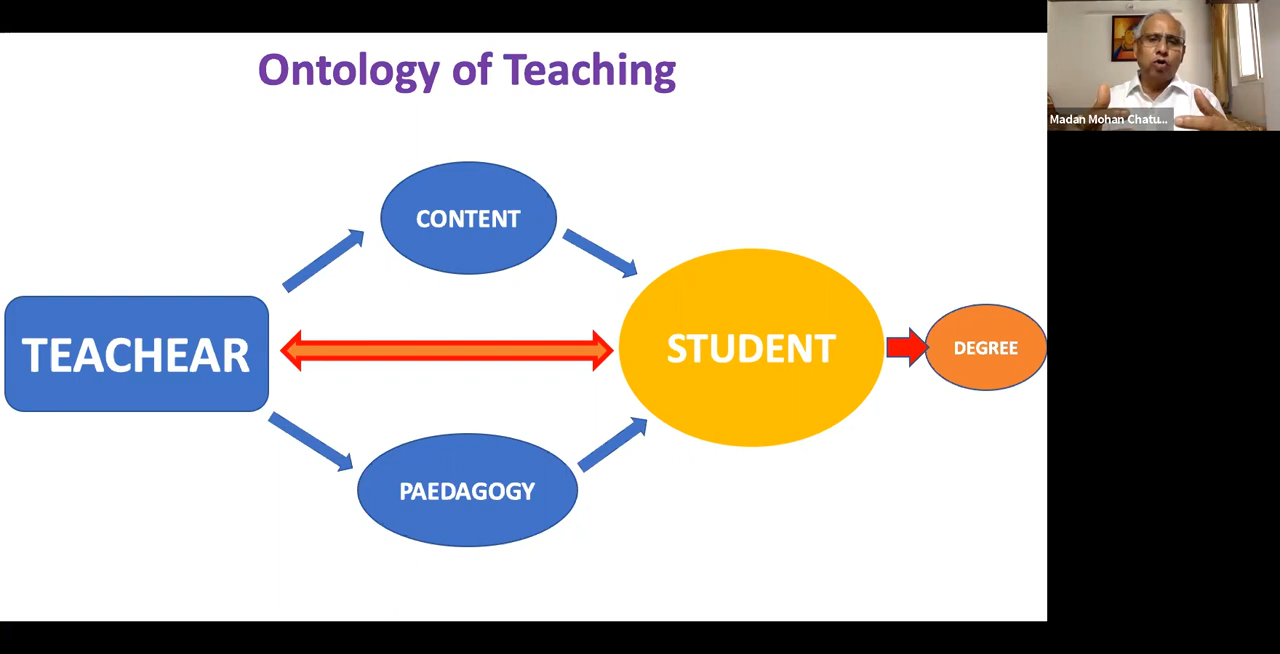 Ontology of Teaching
Madan Mohan Chatu...
CONTENT
TEACHEAR
STUDENT
DEGREE
PAEDAGOGY